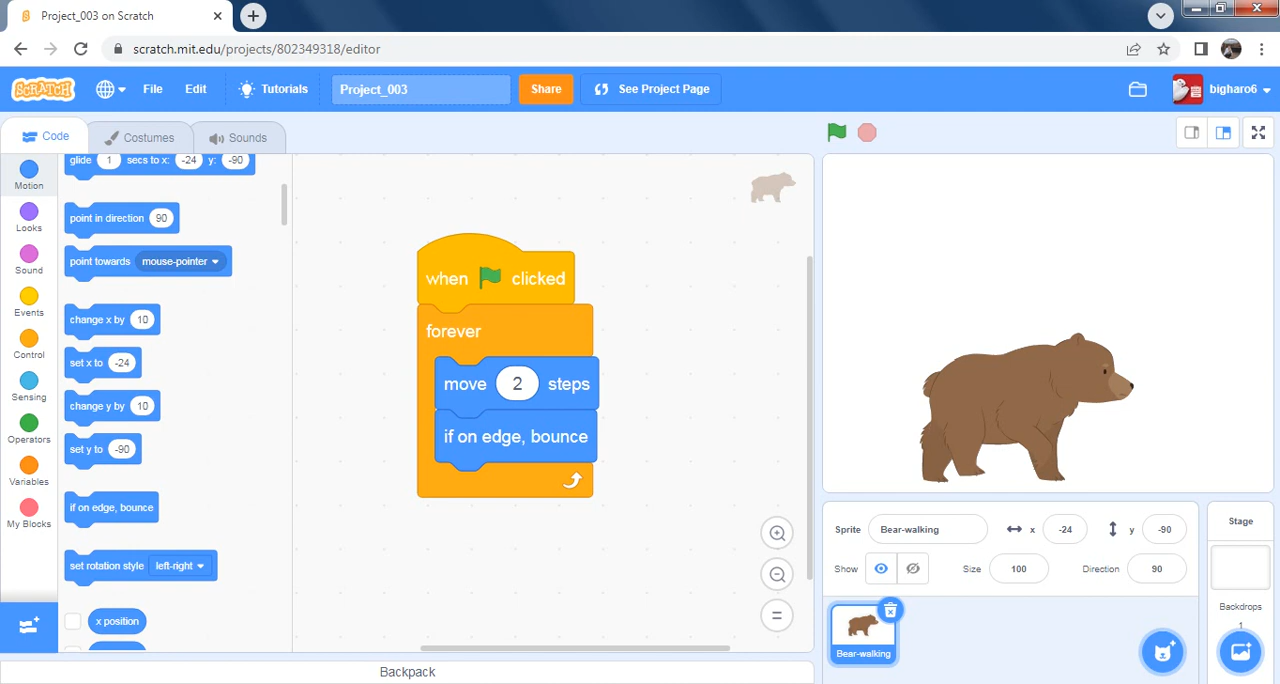 Project_003 on Scratch
scratch.mit.edu/projects/802349318/editor
SCRATCH
File
Edit
Tutorials
Project_003
Share
See Project Page
bigharo6
Code
Costumes
Sounds
Motion
Looks
Sound
Events
Control
Sensing
Operators
Variables
My Blocks
glide 1 secs to x: -24 y: -90
point in direction 90
point towards mouse-pointer
change x by 10
set x to -24
change y by 10
set y to -90
if on edge, bounce
set rotation style left-right
x position
when clicked
forever
move 2 steps
if on edge, bounce
Backpack
Sprite Bear-walking x -24 y -90
Show Size 100 Direction 90
Bear-walking
Stage
Backdrops
1